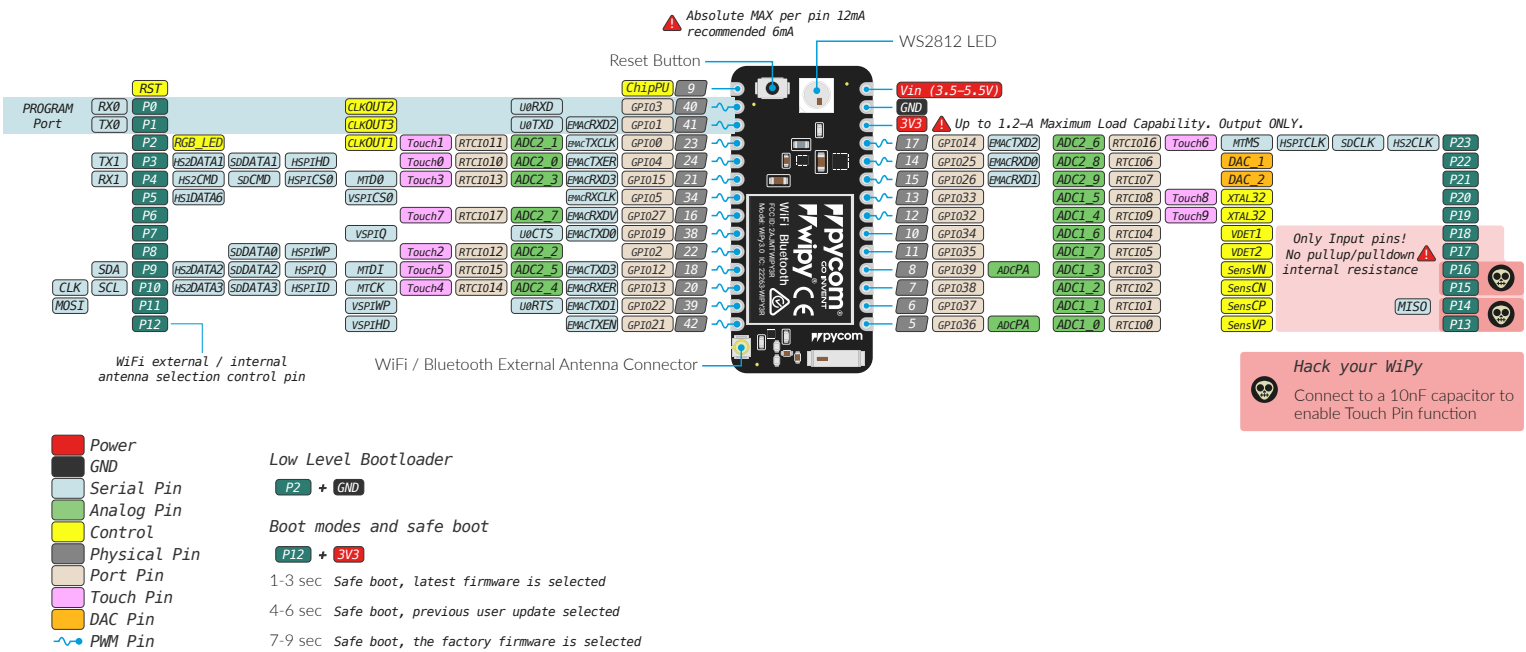 Absolute MAX per pin 12mA
recommended 6mA
WS2812 LED
Reset Button
RST ChipPU 9 Vin (3.5–5.5V)
PROGRAM Port
RX0 P0 CLKOUT2 U0RXD GPIO3 40 GND
TX0 P1 CLKOUT3 U0TXD EMACRXD2 GPIO1 41 3V3 Up to 1.2–A Maximum Load Capability. Output ONLY.
P2 RGB_LED CLKOUT1 Touch1 RTCIO11 ADC2_1 EMACTXCLK GPIO0 23 17 GPIO14 EMACTXD2 ADC2_6 RTCIO16 Touch6 MTMS HSPICLK SDCLK HS2CLK P23
TX1 P3 HS2DATA1 SDDATA1 HSPIHD Touch0 RTCIO10 ADC2_0 EMACTXER GPIO4 24 14 GPIO25 EMACRXD0 ADC2_8 RTCIO6 DAC_1 P22
RX1 P4 HS2CMD SDCMD HSPICS0 MTD0 Touch3 RTCIO13 ADC2_3 EMACRXD3 GPIO15 21 15 GPIO26 EMACRXD1 ADC2_9 RTCIO7 DAC_2 P21
P5 HS1DATA6 VSPICS0 EMACRXCLK GPIO5 34 13 GPIO33 ADC1_5 RTCIO8 Touch8 XTAL32 P20
P6 Touch7 RTCIO17 ADC2_7 EMACRXDV GPIO27 16 12 GPIO32 ADC1_4 RTCIO9 Touch9 XTAL32 P19
P7 VSPIQ U0CTS EMACTXD0 GPIO19 38 10 GPIO34 ADC1_6 RTCIO4 VDET1 P18
P8 SDDATA0 HSPIWP Touch2 RTCIO12 ADC2_2 GPIO2 22 11 GPIO35 ADC1_7 RTCIO5 VDET2 P17
SDA P9 HS2DATA2 SDDATA2 HSPIQ MTDI Touch5 RTCIO15 ADC2_5 EMACTXD3 GPIO12 18 8 GPIO39 ADCPA ADC1_3 RTCIO3 SensVN P16
CLK SCL P10 HS2DATA3 SDDATA3 HSPIID MTCK Touch4 RTCIO14 ADC2_4 EMACRXER GPIO13 20 7 GPIO38 ADC1_2 RTCIO2 SensCN P15
MOSI P11 VSPIWP U0RTS EMACTXD1 GPIO22 39 6 GPIO37 ADC1_1 RTCIO1 SensCP MISO P14
P12 VSPIHD EMACTXEN GPIO21 42 5 GPIO36 ADCPA ADC1_0 RTCIO0 SensVP P13
Only Input pins!
No pullup/pulldown
internal resistance
pycom
GO INVENT
wipy
CE
WiFi Bluetooth
FCC ID: 2AJMTWIPY3R
Model: WiPy3.0 IC: 22263-WIPY3R
pycom
WiFi external / internal
antenna selection control pin
WiFi / Bluetooth External Antenna Connector
Hack your WiPy
Connect to a 10nF capacitor to
enable Touch Pin function
Power
GND
Serial Pin
Analog Pin
Control
Physical Pin
Port Pin
Touch Pin
DAC Pin
PWM Pin
Low Level Bootloader
P2 + GND
Boot modes and safe boot
P12 + 3V3
1-3 sec Safe boot, latest firmware is selected
4-6 sec Safe boot, previous user update selected
7-9 sec Safe boot, the factory firmware is selected